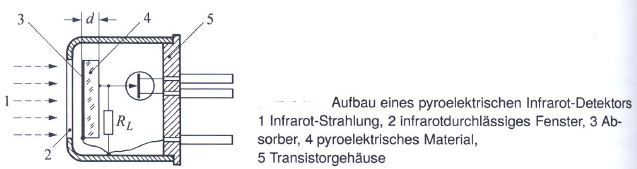 3
d
4
5
1
2
R_L
Aufbau eines pyroelektrischen Infrarot-Detektors
1 Infrarot-Strahlung, 2 infrarotdurchlässiges Fenster, 3 Ab-
sorber, 4 pyroelektrisches Material,
5 Transistorgehäuse